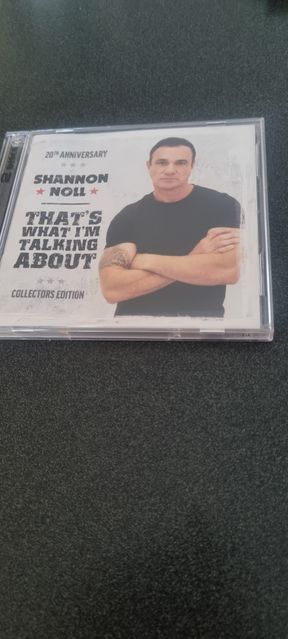 20TH ANNIVERSARY
SHANNON
NOLL
THAT'S
WHAT I'M
TALKING
ABOUT
COLLECTORS EDITION